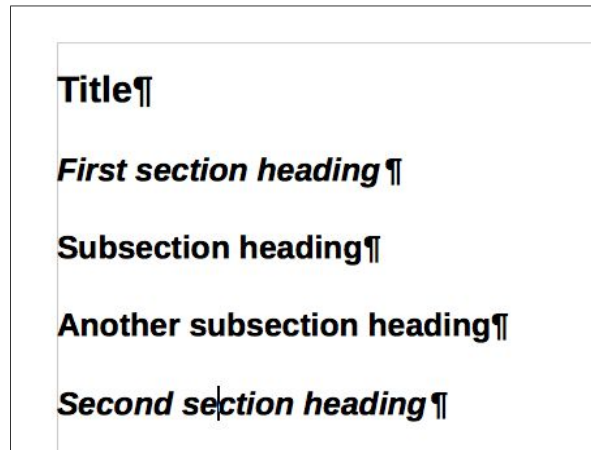 Title¶
First section heading¶
Subsection heading¶
Another subsection heading¶
Second section heading¶